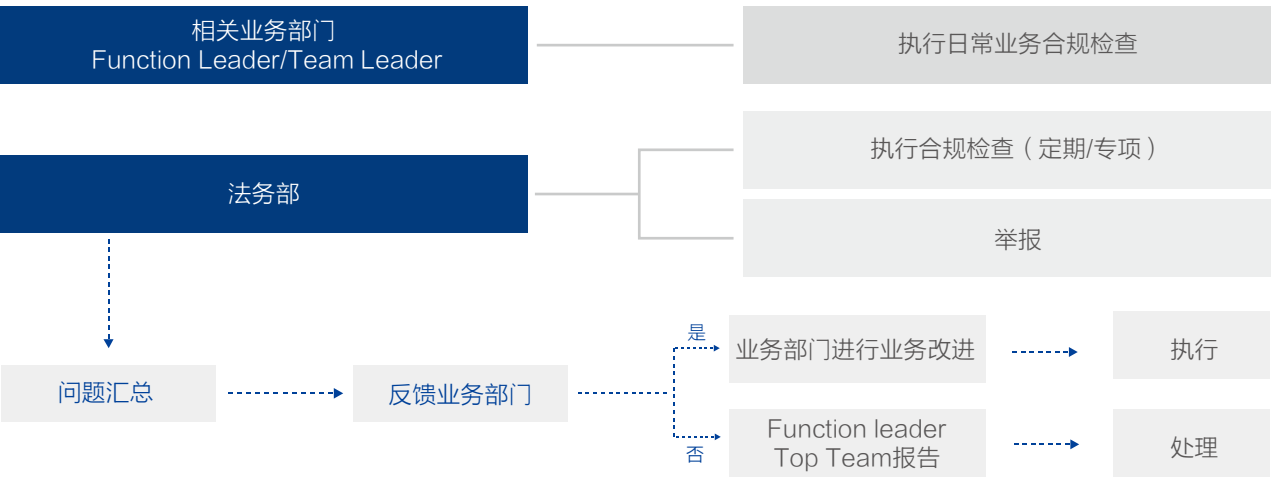 相关业务部门
Function Leader/Team Leader
执行日常业务合规检查
法务部
执行合规检查（定期/专项）
举报
问题汇总
反馈业务部门
是
业务部门进行业务改进
执行
否
Function leader
Top Team报告
处理